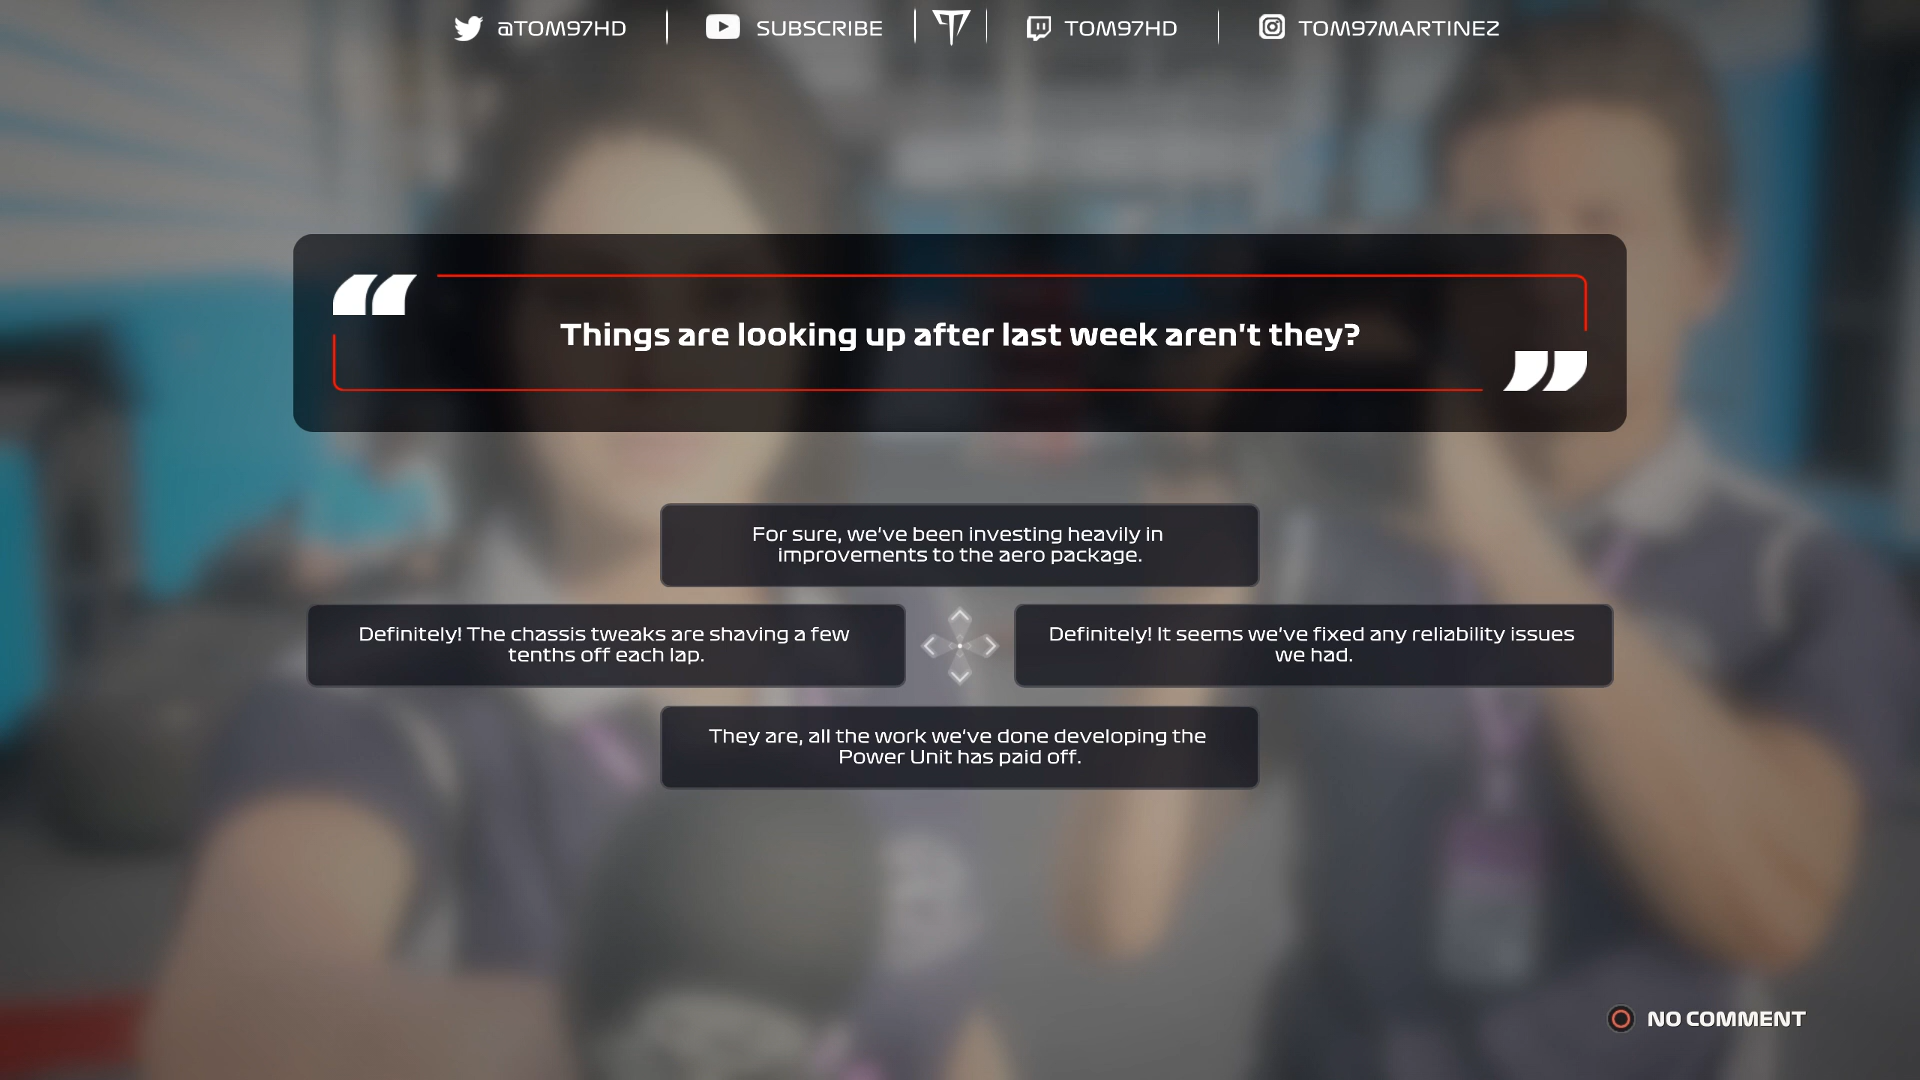 @TOM97HD SUBSCRIBE TOM97HD TOM97MARTINEZ
Things are looking up after last week aren't they?
For sure, we've been investing heavily in
improvements to the aero package.
Definitely! The chassis tweaks are shaving a few
tenths off each lap.
Definitely! It seems we've fixed any reliability issues
we had.
They are, all the work we've done developing the
Power Unit has paid off.
NO COMMENT